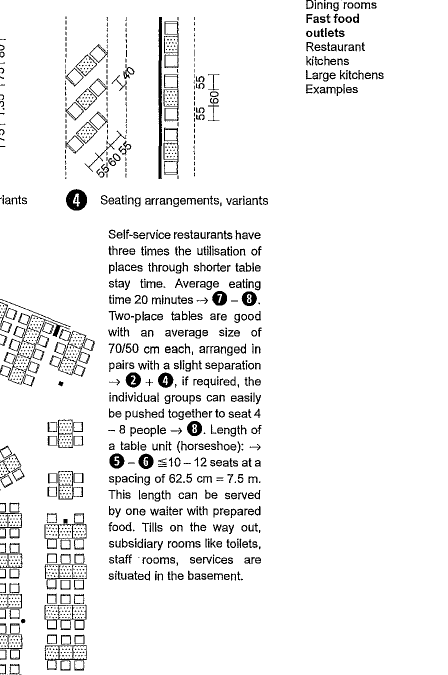 Dining rooms
Fast food
outlets
Restaurant
kitchens
Large kitchens
Examples
40
55 60 55
55
60
55
riants
4 Seating arrangements, variants
Self-service restaurants have
three times the utilisation of
places through shorter table
stay time. Average eating
time 20 minutes → 7 – 8.
Two-place tables are good
with an average size of
70/50 cm each, arranged in
pairs with a slight separation
→ 2 + 4, if required, the
individual groups can easily
be pushed together to seat 4
– 8 people → 8. Length of
a table unit (horseshoe): →
5 – 6 ≦10 – 12 seats at a
spacing of 62.5 cm = 7.5 m.
This length can be served
by one waiter with prepared
food. Tills on the way out,
subsidiary rooms like toilets,
staff rooms, services are
situated in the basement.